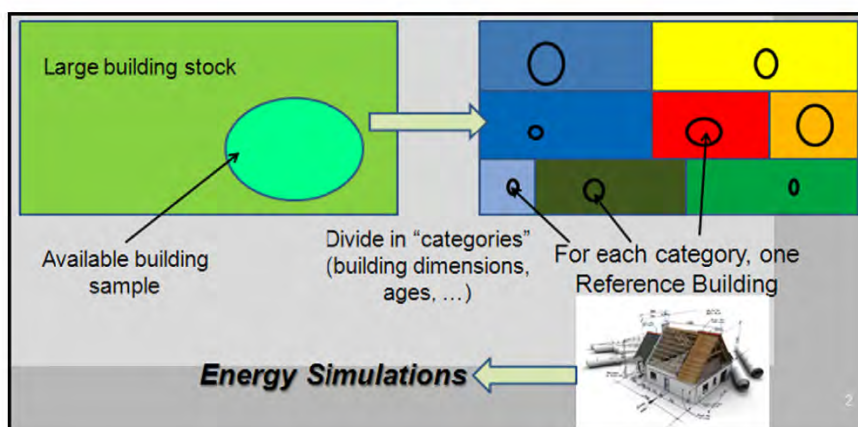 Large building stock
Available building
sample
Divide in “categories”
(building dimensions,
ages, …)
For each category, one
Reference Building
Energy Simulations
2